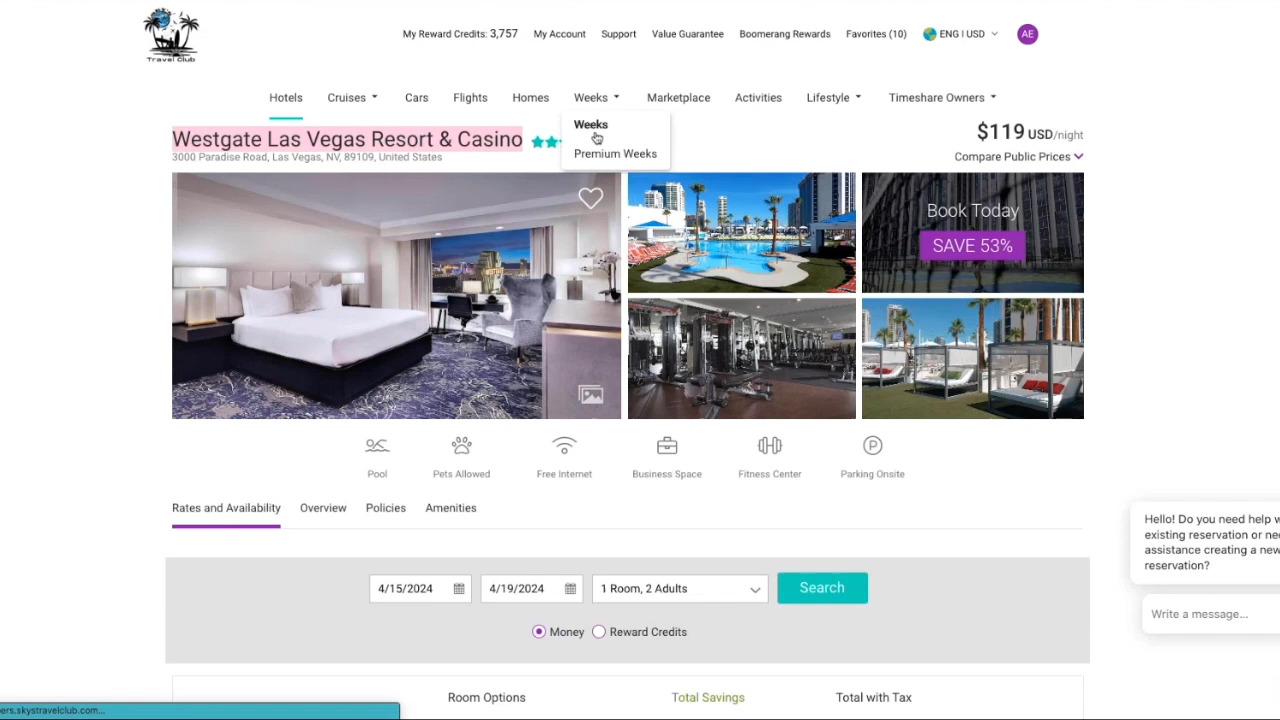 Travel Club
My Reward Credits: 3,757
My Account
Support
Value Guarantee
Boomerang Rewards
Favorites (10)
ENG | USD
AE
Hotels
Cruises
Cars
Flights
Homes
Weeks
Marketplace
Activities
Lifestyle
Timeshare Owners
Weeks
Premium Weeks
Westgate Las Vegas Resort & Casino
3000 Paradise Road, Las Vegas, NV, 89109, United States
$119 USD/night
Compare Public Prices
Book Today
SAVE 53%
Pool
Pets Allowed
Free Internet
Business Space
Fitness Center
Parking Onsite
Rates and Availability
Overview
Policies
Amenities
4/15/2024
4/19/2024
1 Room, 2 Adults
Search
Money
Reward Credits
Hello! Do you need help w
existing reservation or nee
assistance creating a new
reservation?
Write a message...
Room Options
Total Savings
Total with Tax
ers.skystravelclub.com...